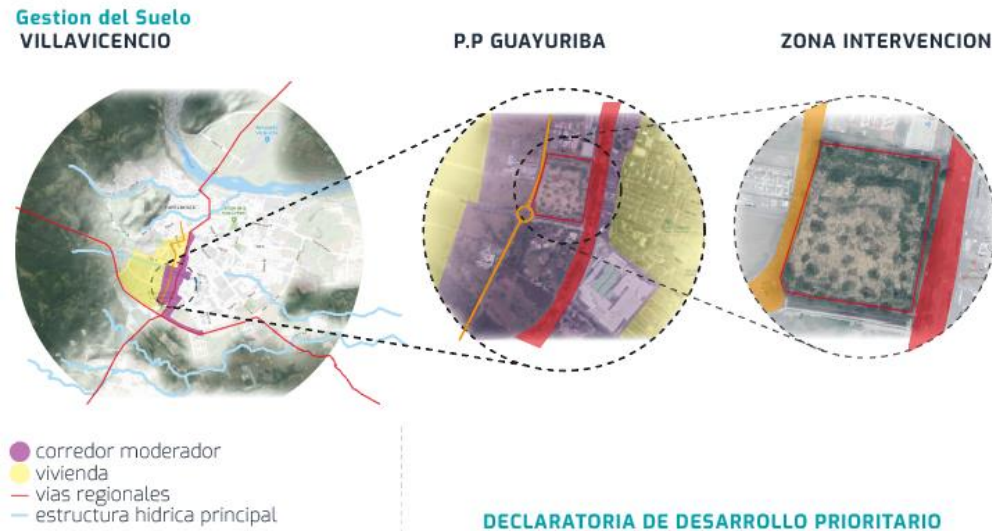 Gestion del Suelo
VILLAVICENCIO
P.P GUAYURIBA
ZONA INTERVENCION
corredor moderador
vivienda
vias regionales
estructura hidrica principal
DECLARATORIA DE DESARROLLO PRIORITARIO